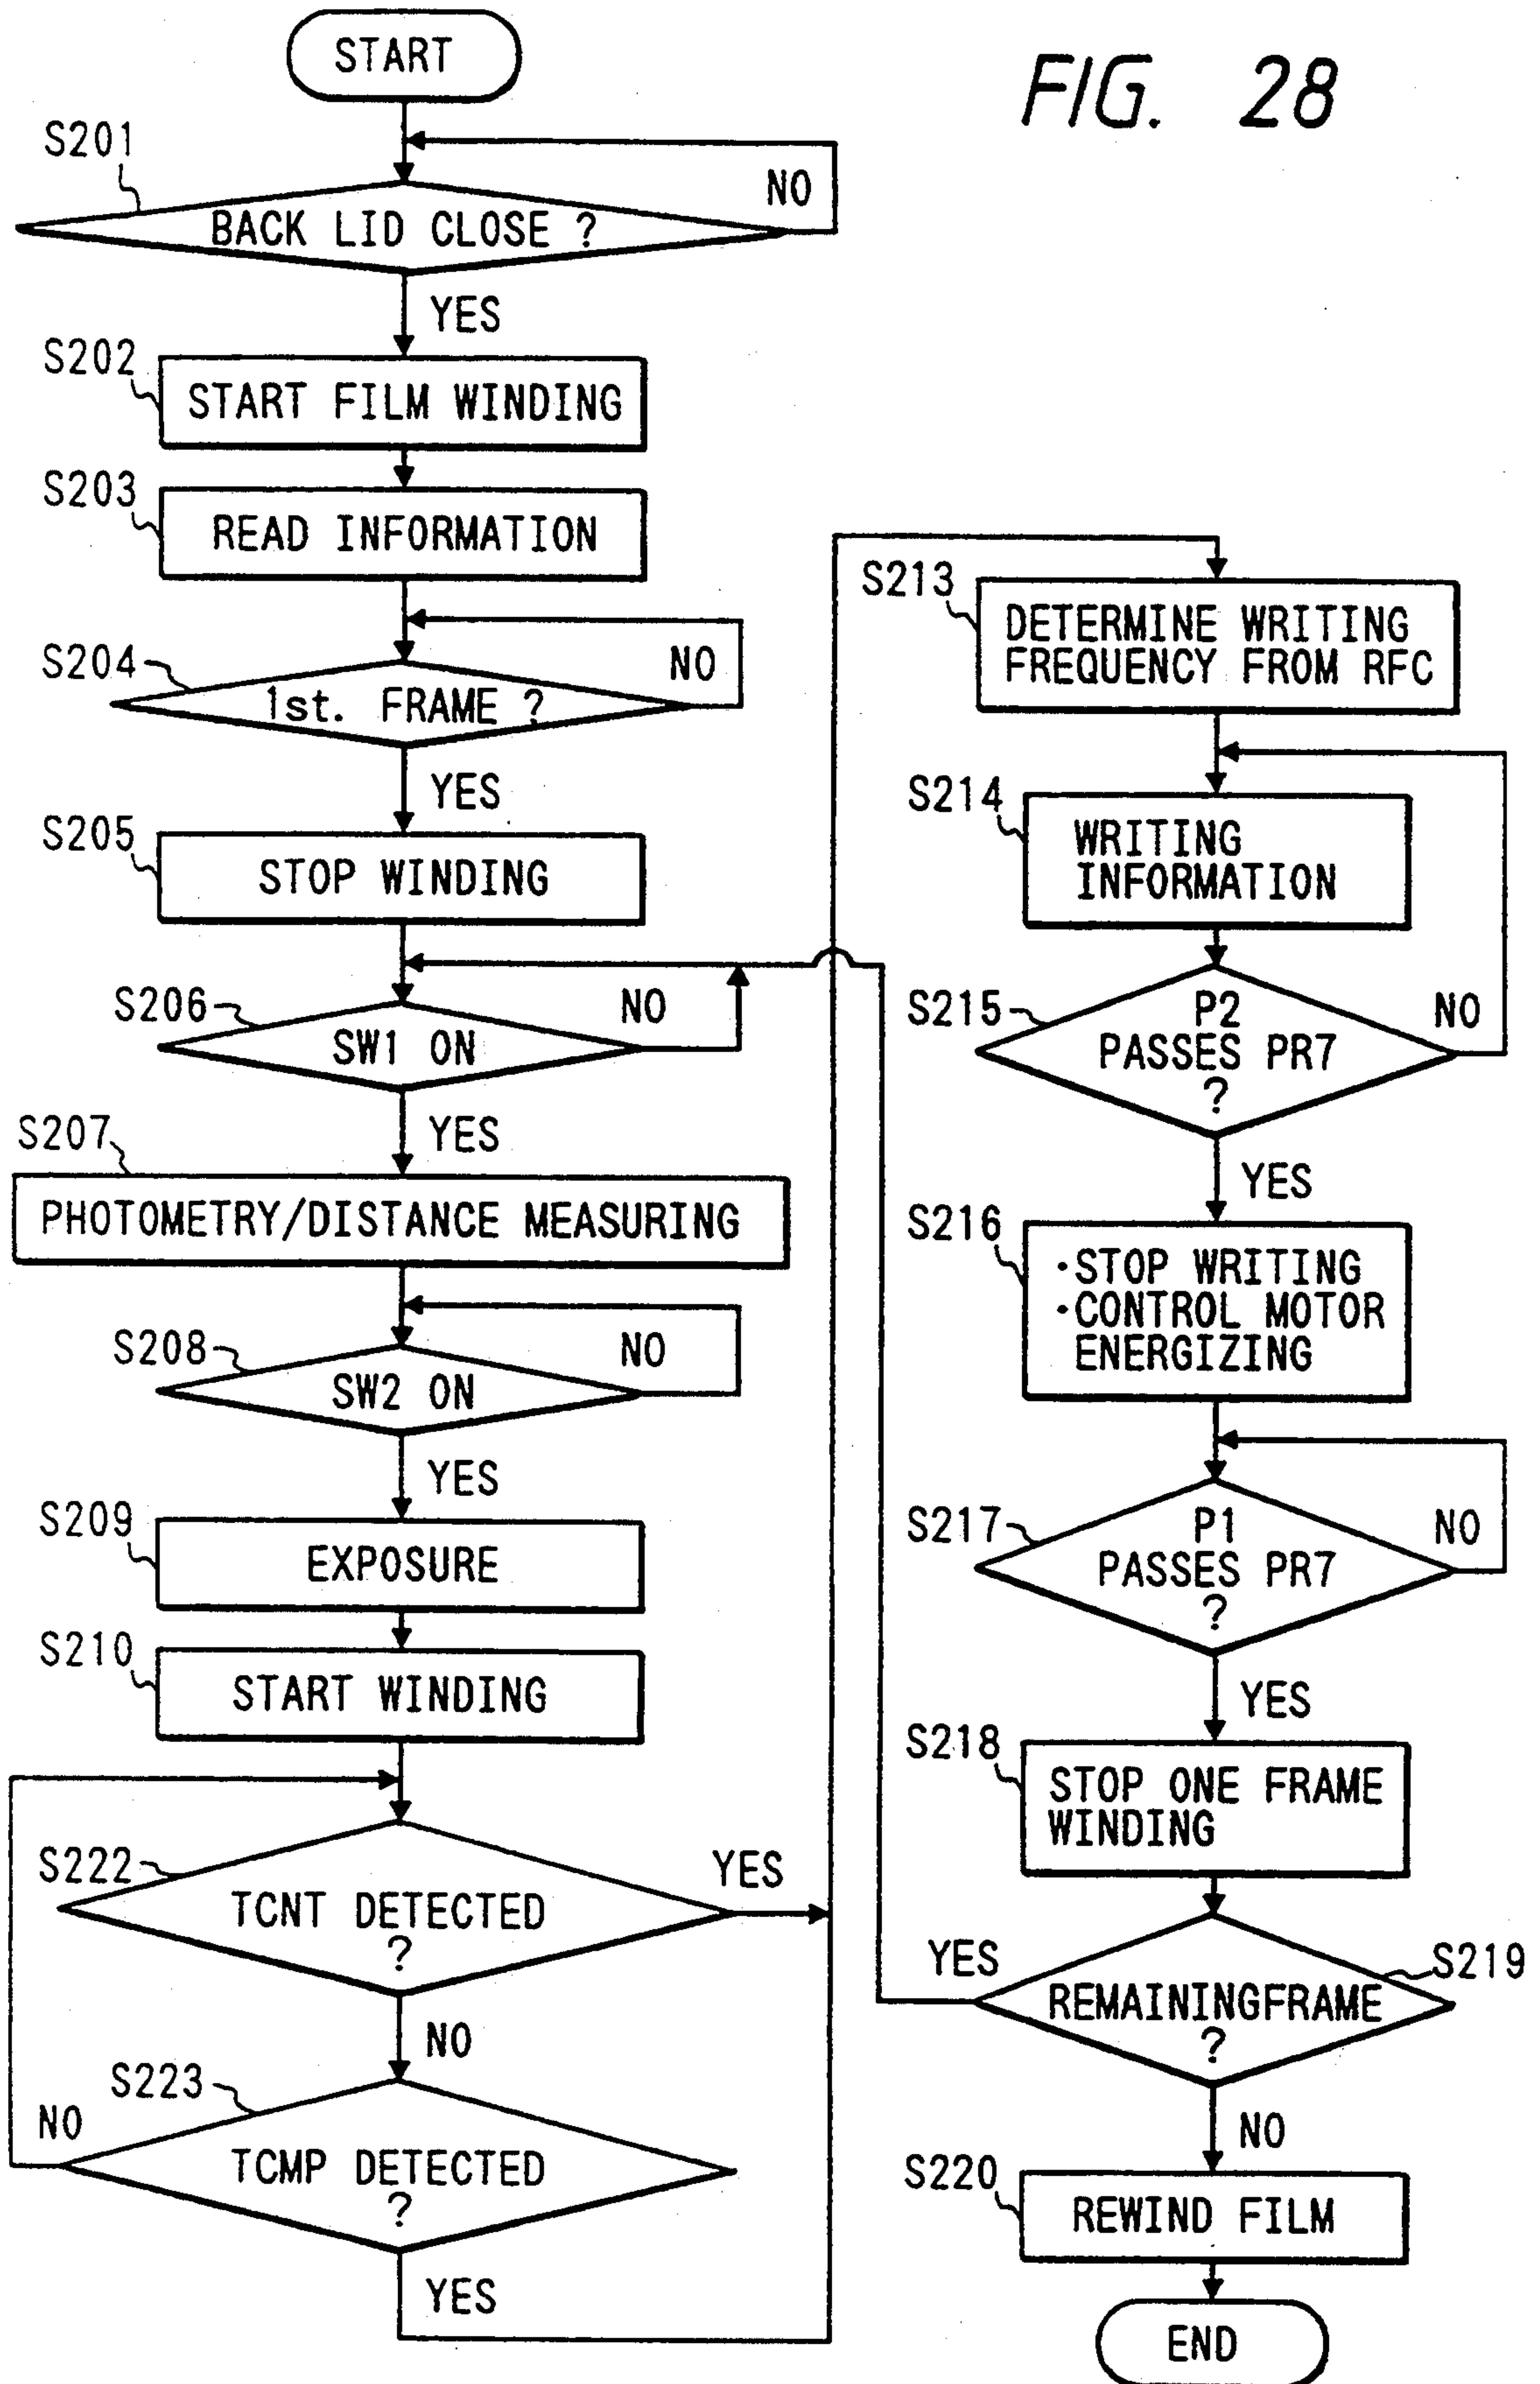 FIG. 28
START
S201
BACK LID CLOSE ?
NO
YES
S202
START FILM WINDING
S203
READ INFORMATION
S204
1st. FRAME ?
NO
YES
S205
STOP WINDING
S206
SW1 ON
NO
YES
S207
PHOTOMETRY/DISTANCE MEASURING
S208
SW2 ON
NO
YES
S209
EXPOSURE
S210
START WINDING
S222
TCNT DETECTED
?
YES
NO
S223
TCMP DETECTED
?
NO
YES
S213
DETERMINE WRITING
FREQUENCY FROM RFC
S214
WRITING
INFORMATION
S215
P2
PASSES PR7
?
NO
YES
S216
·STOP WRITING
·CONTROL MOTOR
ENERGIZING
S217
P1
PASSES PR7
?
NO
YES
S218
STOP ONE FRAME
WINDING
S219
REMAININGFRAME
?
YES
NO
S220
REWIND FILM
END